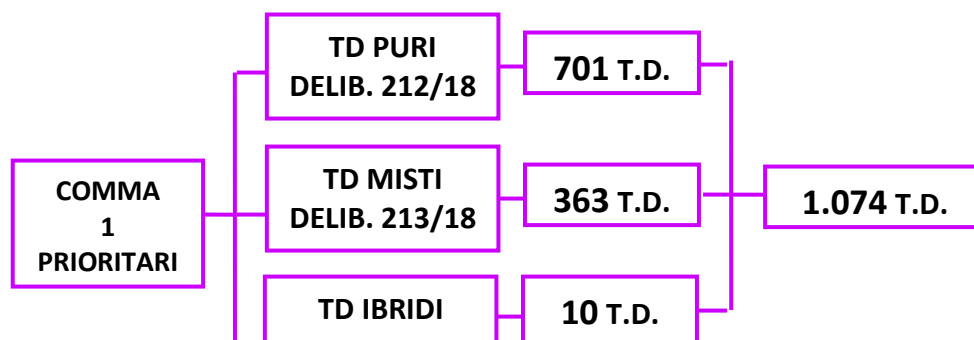 COMMA
1
PRIORITARI
TD PURI
DELIB. 212/18
701 T.D.
TD MISTI
DELIB. 213/18
363 T.D.
TD IBRIDI
10 T.D.
1.074 T.D.